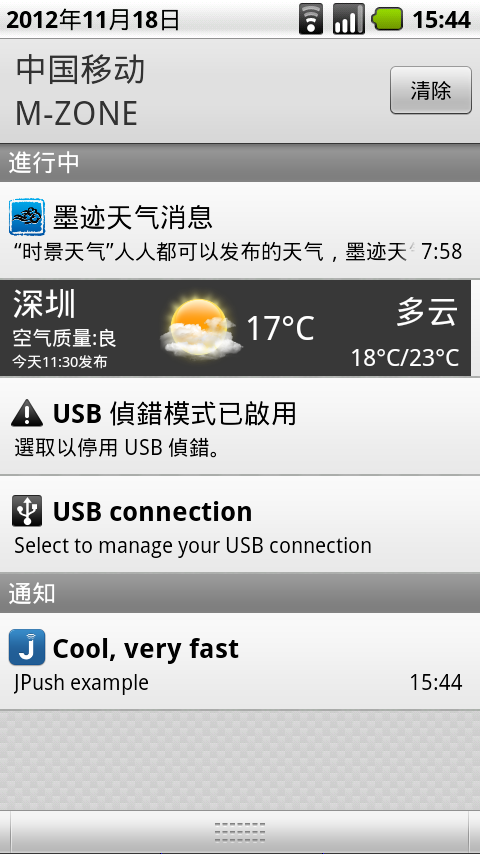 2012年11月18日 15:44
中国移动
M-ZONE
清除
進行中
墨迹天气消息
“时景天气”人人都可以发布的天气，墨迹天 7:58
深圳
空气质量:良
今天11:30发布
17°C
多云
18°C/23°C
USB 偵錯模式已啟用
選取以停用 USB 偵錯。
USB connection
Select to manage your USB connection
通知
Cool, very fast
JPush example 15:44